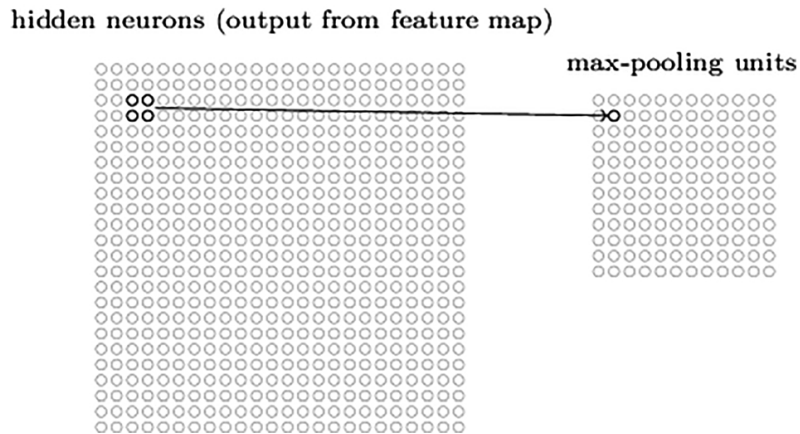 hidden neurons (output from feature map)
max-pooling units